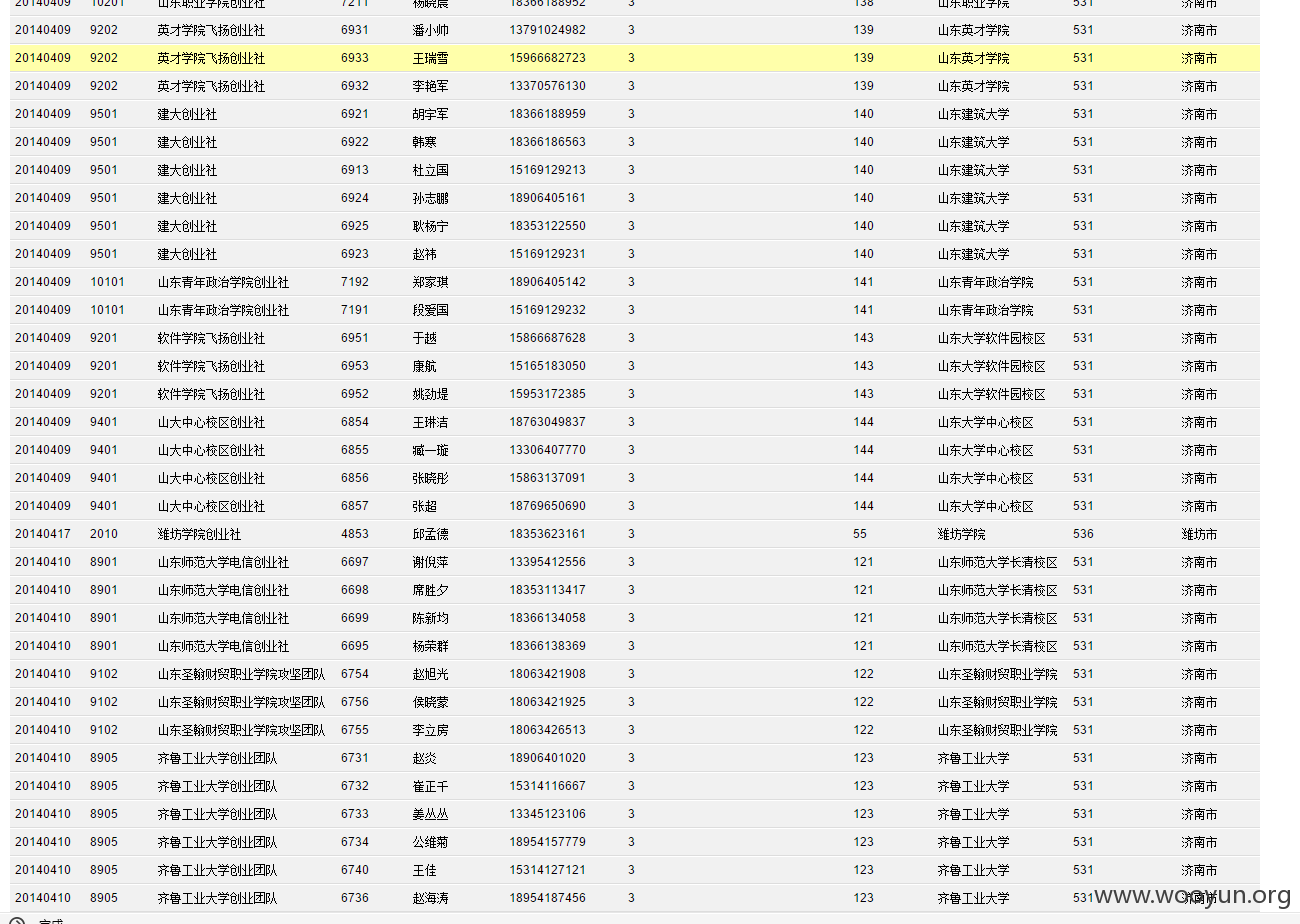 20140409 10201 山东职业学院创业社 7211 杨晓晨 18366188952 3 138 山东职业学院 531 济南市
20140409 9202 英才学院飞扬创业社 6931 潘小帅 13791024982 3 139 山东英才学院 531 济南市
20140409 9202 英才学院飞扬创业社 6933 王瑞雪 15966682723 3 139 山东英才学院 531 济南市
20140409 9202 英才学院飞扬创业社 6932 李艳军 13370576130 3 139 山东英才学院 531 济南市
20140409 9501 建大创业社 6921 胡宇军 18366188959 3 140 山东建筑大学 531 济南市
20140409 9501 建大创业社 6922 韩寒 18366186563 3 140 山东建筑大学 531 济南市
20140409 9501 建大创业社 6913 杜立国 15169129213 3 140 山东建筑大学 531 济南市
20140409 9501 建大创业社 6924 孙志鹏 18906405161 3 140 山东建筑大学 531 济南市
20140409 9501 建大创业社 6925 耿杨宁 18353122550 3 140 山东建筑大学 531 济南市
20140409 9501 建大创业社 6923 赵祎 15169129231 3 140 山东建筑大学 531 济南市
20140409 10101 山东青年政治学院创业社 7192 郑家琪 18906405142 3 141 山东青年政治学院 531 济南市
20140409 10101 山东青年政治学院创业社 7191 段爱国 15169129232 3 141 山东青年政治学院 531 济南市
20140409 9201 软件学院飞扬创业社 6951 于越 15866687628 3 143 山东大学软件园校区 531 济南市
20140409 9201 软件学院飞扬创业社 6953 康航 15165183050 3 143 山东大学软件园校区 531 济南市
20140409 9201 软件学院飞扬创业社 6952 姚劲堤 15953172385 3 143 山东大学软件园校区 531 济南市
20140409 9401 山大中心校区创业社 6854 王琳洁 18763049837 3 144 山东大学中心校区 531 济南市
20140409 9401 山大中心校区创业社 6855 臧一璇 13306407770 3 144 山东大学中心校区 531 济南市
20140409 9401 山大中心校区创业社 6856 张晓彤 15863137091 3 144 山东大学中心校区 531 济南市
20140409 9401 山大中心校区创业社 6857 张超 18769650690 3 144 山东大学中心校区 531 济南市
20140417 2010 潍坊学院创业社 4853 邱孟德 18353623161 3 55 潍坊学院 536 潍坊市
20140410 8901 山东师范大学电信创业社 6697 谢倪萍 13395412556 3 121 山东师范大学长清校区 531 济南市
20140410 8901 山东师范大学电信创业社 6698 席胜夕 18353113417 3 121 山东师范大学长清校区 531 济南市
20140410 8901 山东师范大学电信创业社 6699 陈新均 18366134058 3 121 山东师范大学长清校区 531 济南市
20140410 8901 山东师范大学电信创业社 6695 杨荣群 18366138369 3 121 山东师范大学长清校区 531 济南市
20140410 9102 山东圣翰财贸职业学院攻坚团队 6754 赵旭光 18063421908 3 122 山东圣翰财贸职业学院 531 济南市
20140410 9102 山东圣翰财贸职业学院攻坚团队 6756 侯晓蒙 18063421925 3 122 山东圣翰财贸职业学院 531 济南市
20140410 9102 山东圣翰财贸职业学院攻坚团队 6755 李立房 18063426513 3 122 山东圣翰财贸职业学院 531 济南市
20140410 8905 齐鲁工业大学创业团队 6731 赵炎 18906401020 3 123 齐鲁工业大学 531 济南市
20140410 8905 齐鲁工业大学创业团队 6732 崔正千 15314116667 3 123 齐鲁工业大学 531 济南市
20140410 8905 齐鲁工业大学创业团队 6733 姜丛丛 13345123106 3 123 齐鲁工业大学 531 济南市
20140410 8905 齐鲁工业大学创业团队 6734 公维菊 18954157779 3 123 齐鲁工业大学 531 济南市
20140410 8905 齐鲁工业大学创业团队 6740 王佳 15314127121 3 123 齐鲁工业大学 531 济南市
20140410 8905 齐鲁工业大学创业团队 6736 赵海涛 18954187456 3 123 齐鲁工业大学 531 济南市
www.wooyun.org
完成